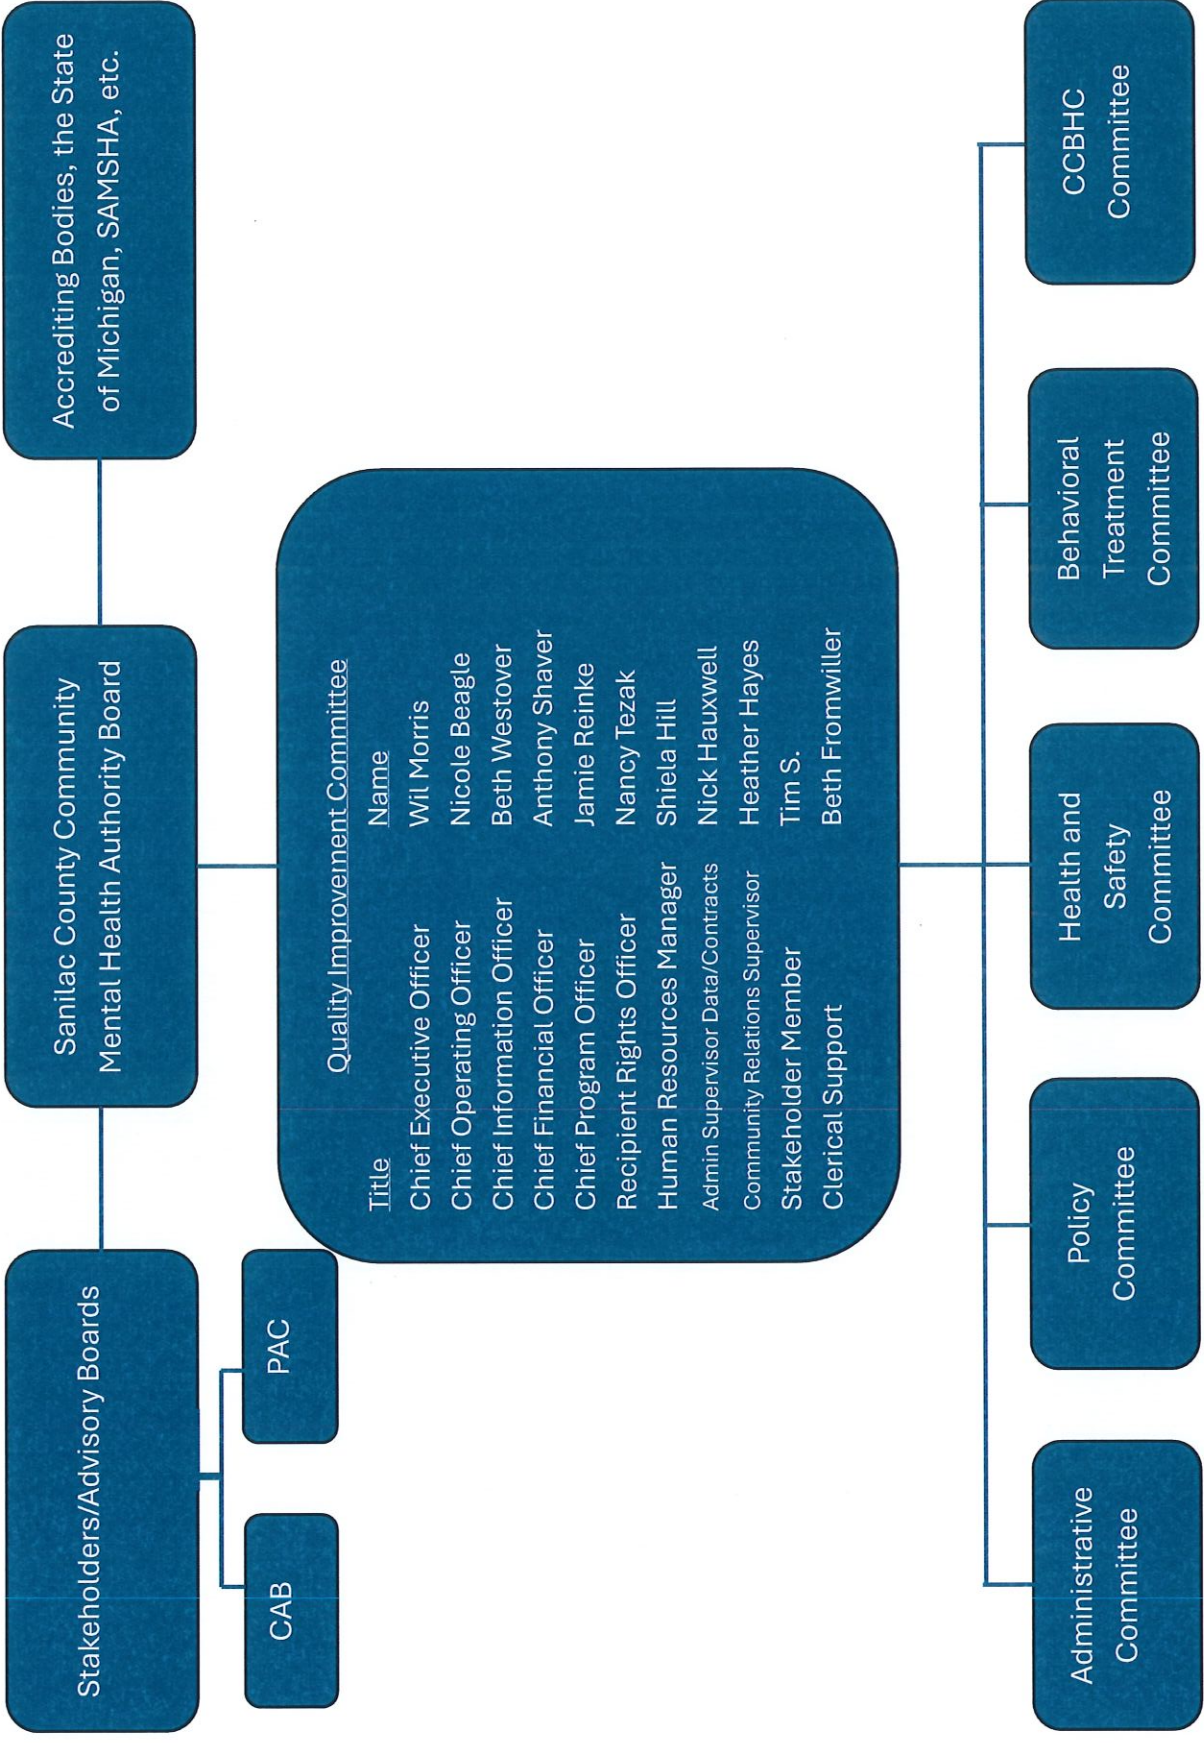 Stakeholders/Advisory Boards
Sanilac County Community
Mental Health Authority Board
Accrediting Bodies, the State
of Michigan, SAMSHA, etc.
CAB
PAC
Quality Improvement Committee
Title Name
Chief Executive Officer Wil Morris
Chief Operating Officer Nicole Beagle
Chief Information Officer Beth Westover
Chief Financial Officer Anthony Shaver
Chief Program Officer Jamie Reinke
Recipient Rights Officer Nancy Tezak
Human Resources Manager Shiela Hill
Admin Supervisor Data/Contracts Nick Hauxwell
Community Relations Supervisor Heather Hayes
Stakeholder Member Tim S.
Clerical Support Beth Fromwiller
Administrative
Committee
Policy
Committee
Health and
Safety
Committee
Behavioral
Treatment
Committee
CCBHC
Committee